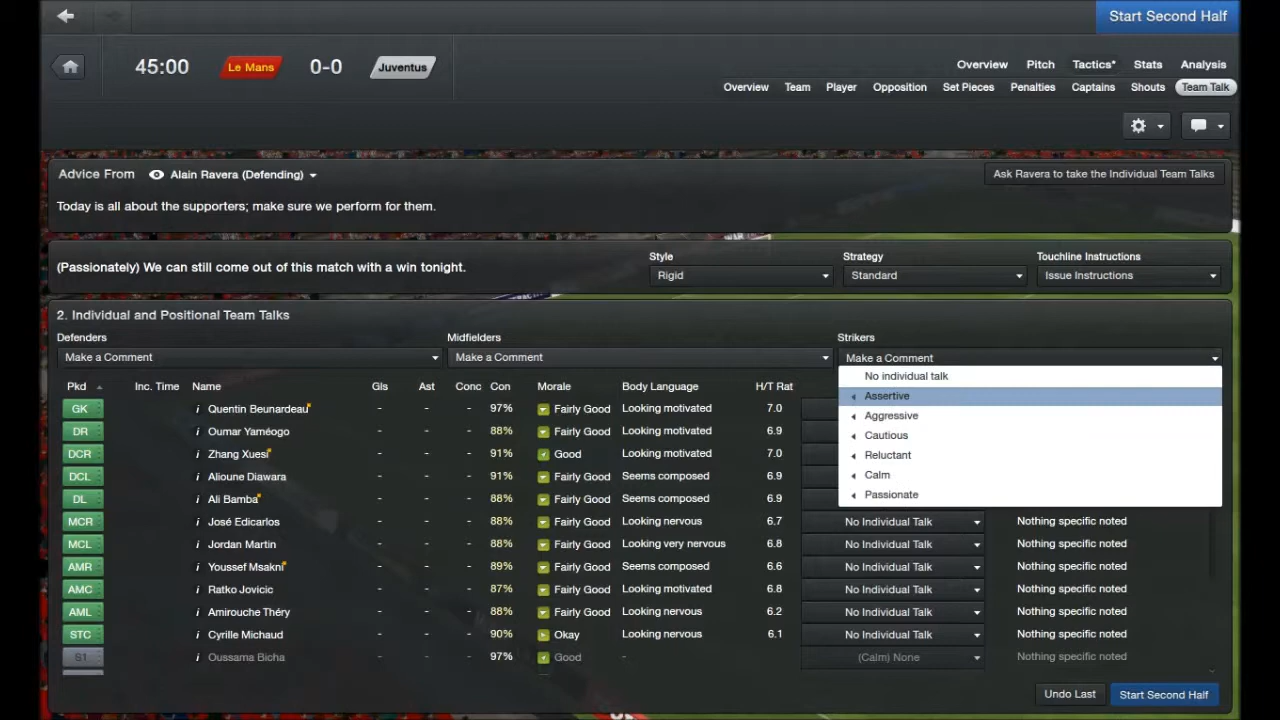 Start Second Half
45:00 Le Mans 0-0 Juventus
Overview Pitch Tactics* Stats Analysis
Overview Team Player Opposition Set Pieces Penalties Captains Shouts Team Talk
Advice From Alain Ravera (Defending) Ask Ravera to take the Individual Team Talks
Today is all about the supporters; make sure we perform for them.
Style Strategy Touchline Instructions
(Passionately) We can still come out of this match with a win tonight. Rigid Standard Issue Instructions
2. Individual and Positional Team Talks
Defenders Midfielders Strikers
Make a Comment Make a Comment Make a Comment
No individual talk
Assertive
Aggressive
Cautious
Reluctant
Calm
Passionate
Pkd Inc. Time Name Gls Ast Conc Con Morale Body Language H/T Rat
GK i Quentin Beunardeau - - - 97% Fairly Good Looking motivated 7.0
DR i Oumar Yaméogo - - - 88% Fairly Good Looking motivated 6.9
DCR i Zhang Xuesi - - - 91% Good Looking motivated 7.0
DCL i Alioune Diawara - - - 91% Fairly Good Seems composed 6.9
DL i Ali Bamba - - - 88% Fairly Good Seems composed 6.9
MCR i José Edicarlos - - - 88% Fairly Good Looking nervous 6.7 No Individual Talk Nothing specific noted
MCL i Jordan Martin - - - 88% Fairly Good Looking very nervous 6.8 No Individual Talk Nothing specific noted
AMR i Youssef Msakni - - - 89% Fairly Good Seems composed 6.6 No Individual Talk Nothing specific noted
AMC i Ratko Jovicic - - - 87% Fairly Good Looking motivated 6.8 No Individual Talk Nothing specific noted
AML i Amirouche Théry - - - 88% Fairly Good Looking nervous 6.2 No Individual Talk Nothing specific noted
STC i Cyrille Michaud - - - 90% Okay Looking nervous 6.1 No Individual Talk Nothing specific noted
S1 i Oussama Bicha - - - 97% Good - (Calm) None Nothing specific noted
Undo Last Start Second Half